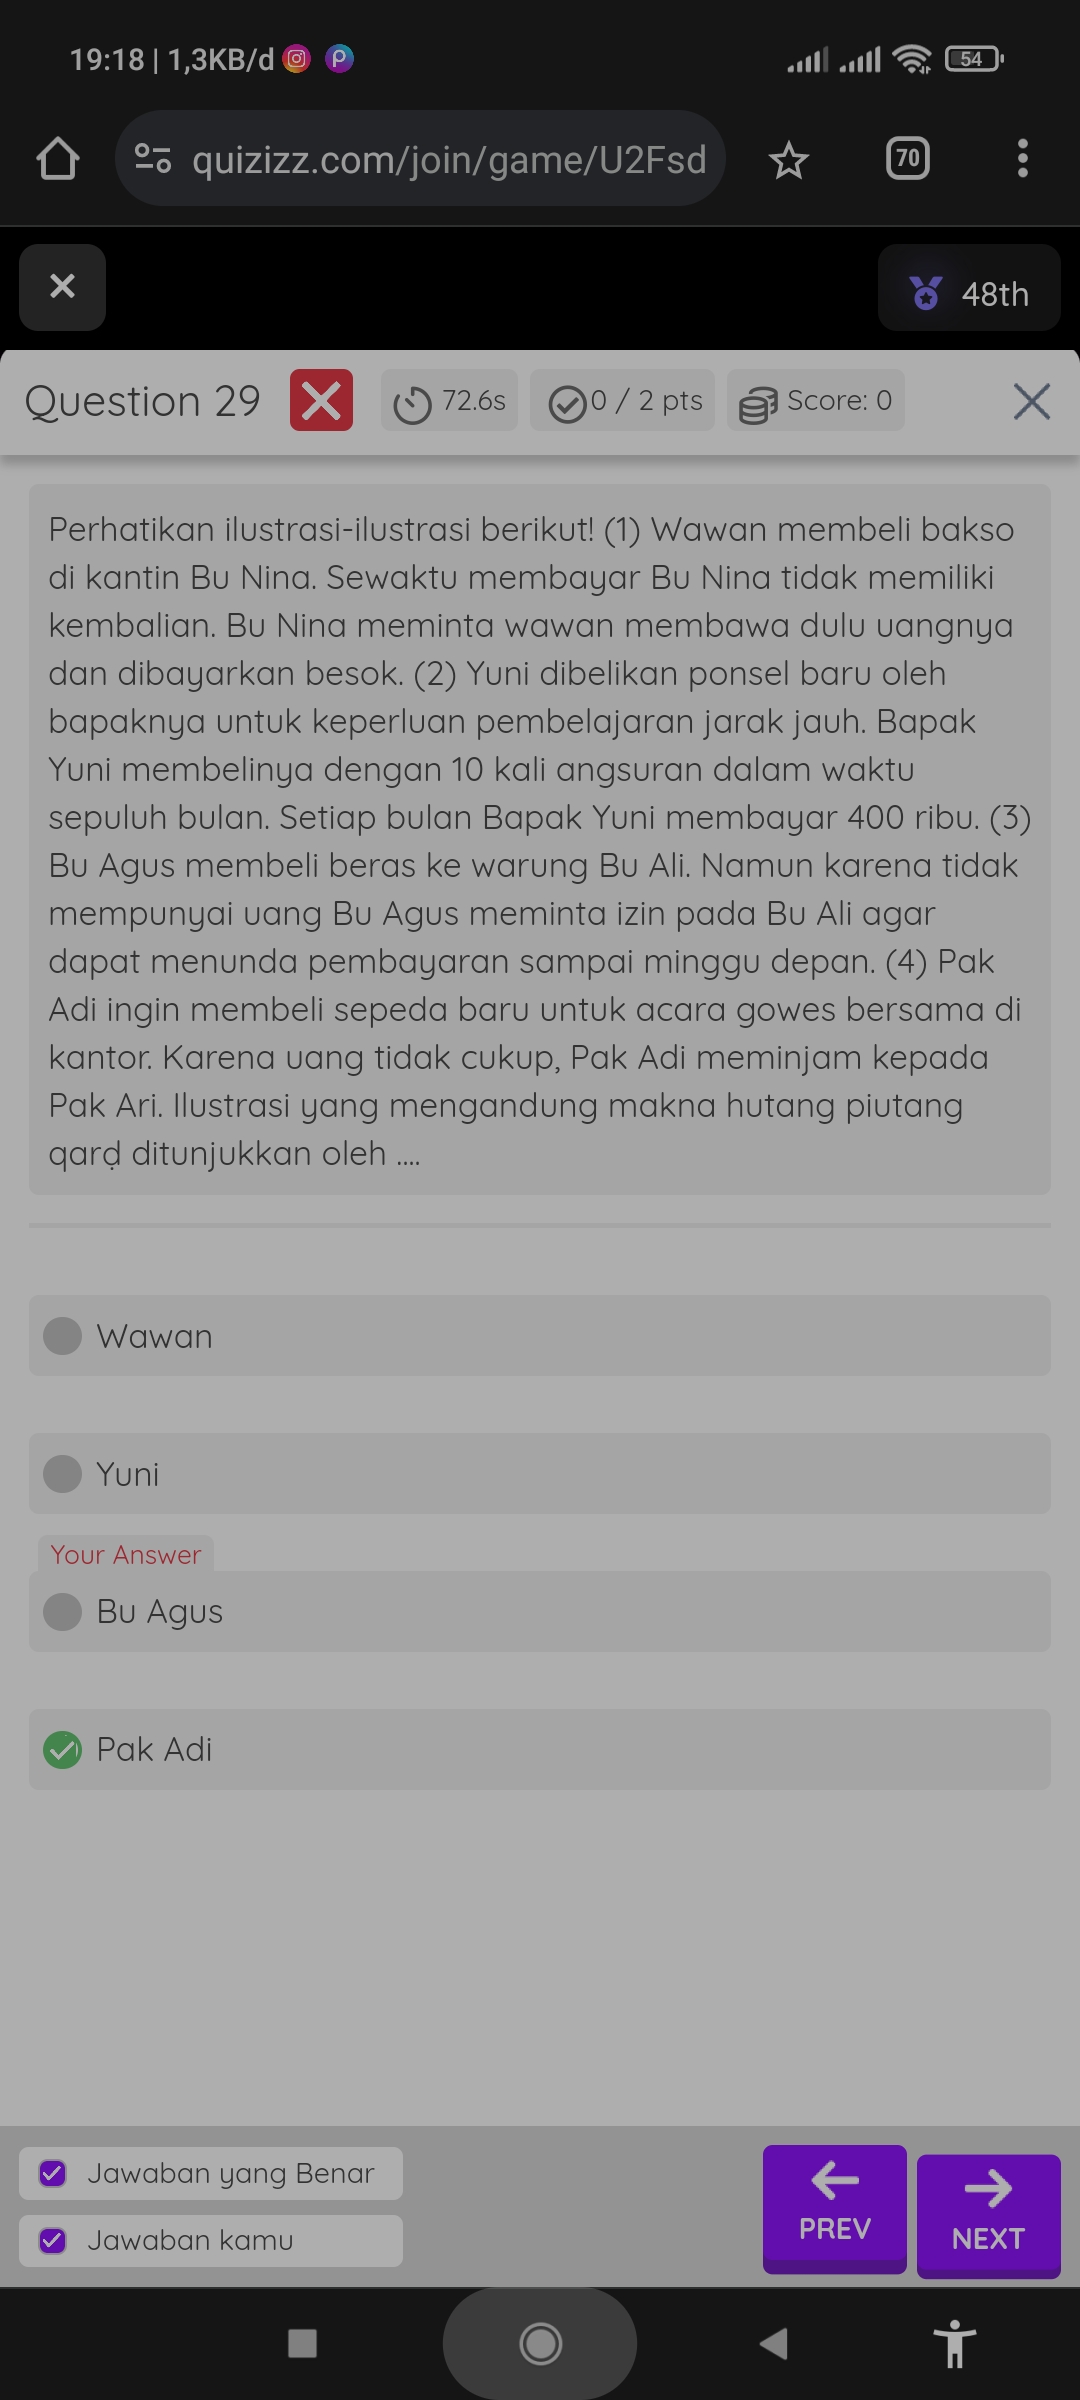 19:18 | 1,3KB/d
54
quizizz.com/join/game/U2Fsd
70
48th
Question 29
72.6s
0 / 2 pts
Score: 0
Perhatikan ilustrasi-ilustrasi berikut! (1) Wawan membeli bakso
di kantin Bu Nina. Sewaktu membayar Bu Nina tidak memiliki
kembalian. Bu Nina meminta wawan membawa dulu uangnya
dan dibayarkan besok. (2) Yuni dibelikan ponsel baru oleh
bapaknya untuk keperluan pembelajaran jarak jauh. Bapak
Yuni membelinya dengan 10 kali angsuran dalam waktu
sepuluh bulan. Setiap bulan Bapak Yuni membayar 400 ribu. (3)
Bu Agus membeli beras ke warung Bu Ali. Namun karena tidak
mempunyai uang Bu Agus meminta izin pada Bu Ali agar
dapat menunda pembayaran sampai minggu depan. (4) Pak
Adi ingin membeli sepeda baru untuk acara gowes bersama di
kantor. Karena uang tidak cukup, Pak Adi meminjam kepada
Pak Ari. Ilustrasi yang mengandung makna hutang piutang
qarḍ ditunjukkan oleh ....
Wawan
Yuni
Your Answer
Bu Agus
Pak Adi
Jawaban yang Benar
Jawaban kamu
PREV
NEXT